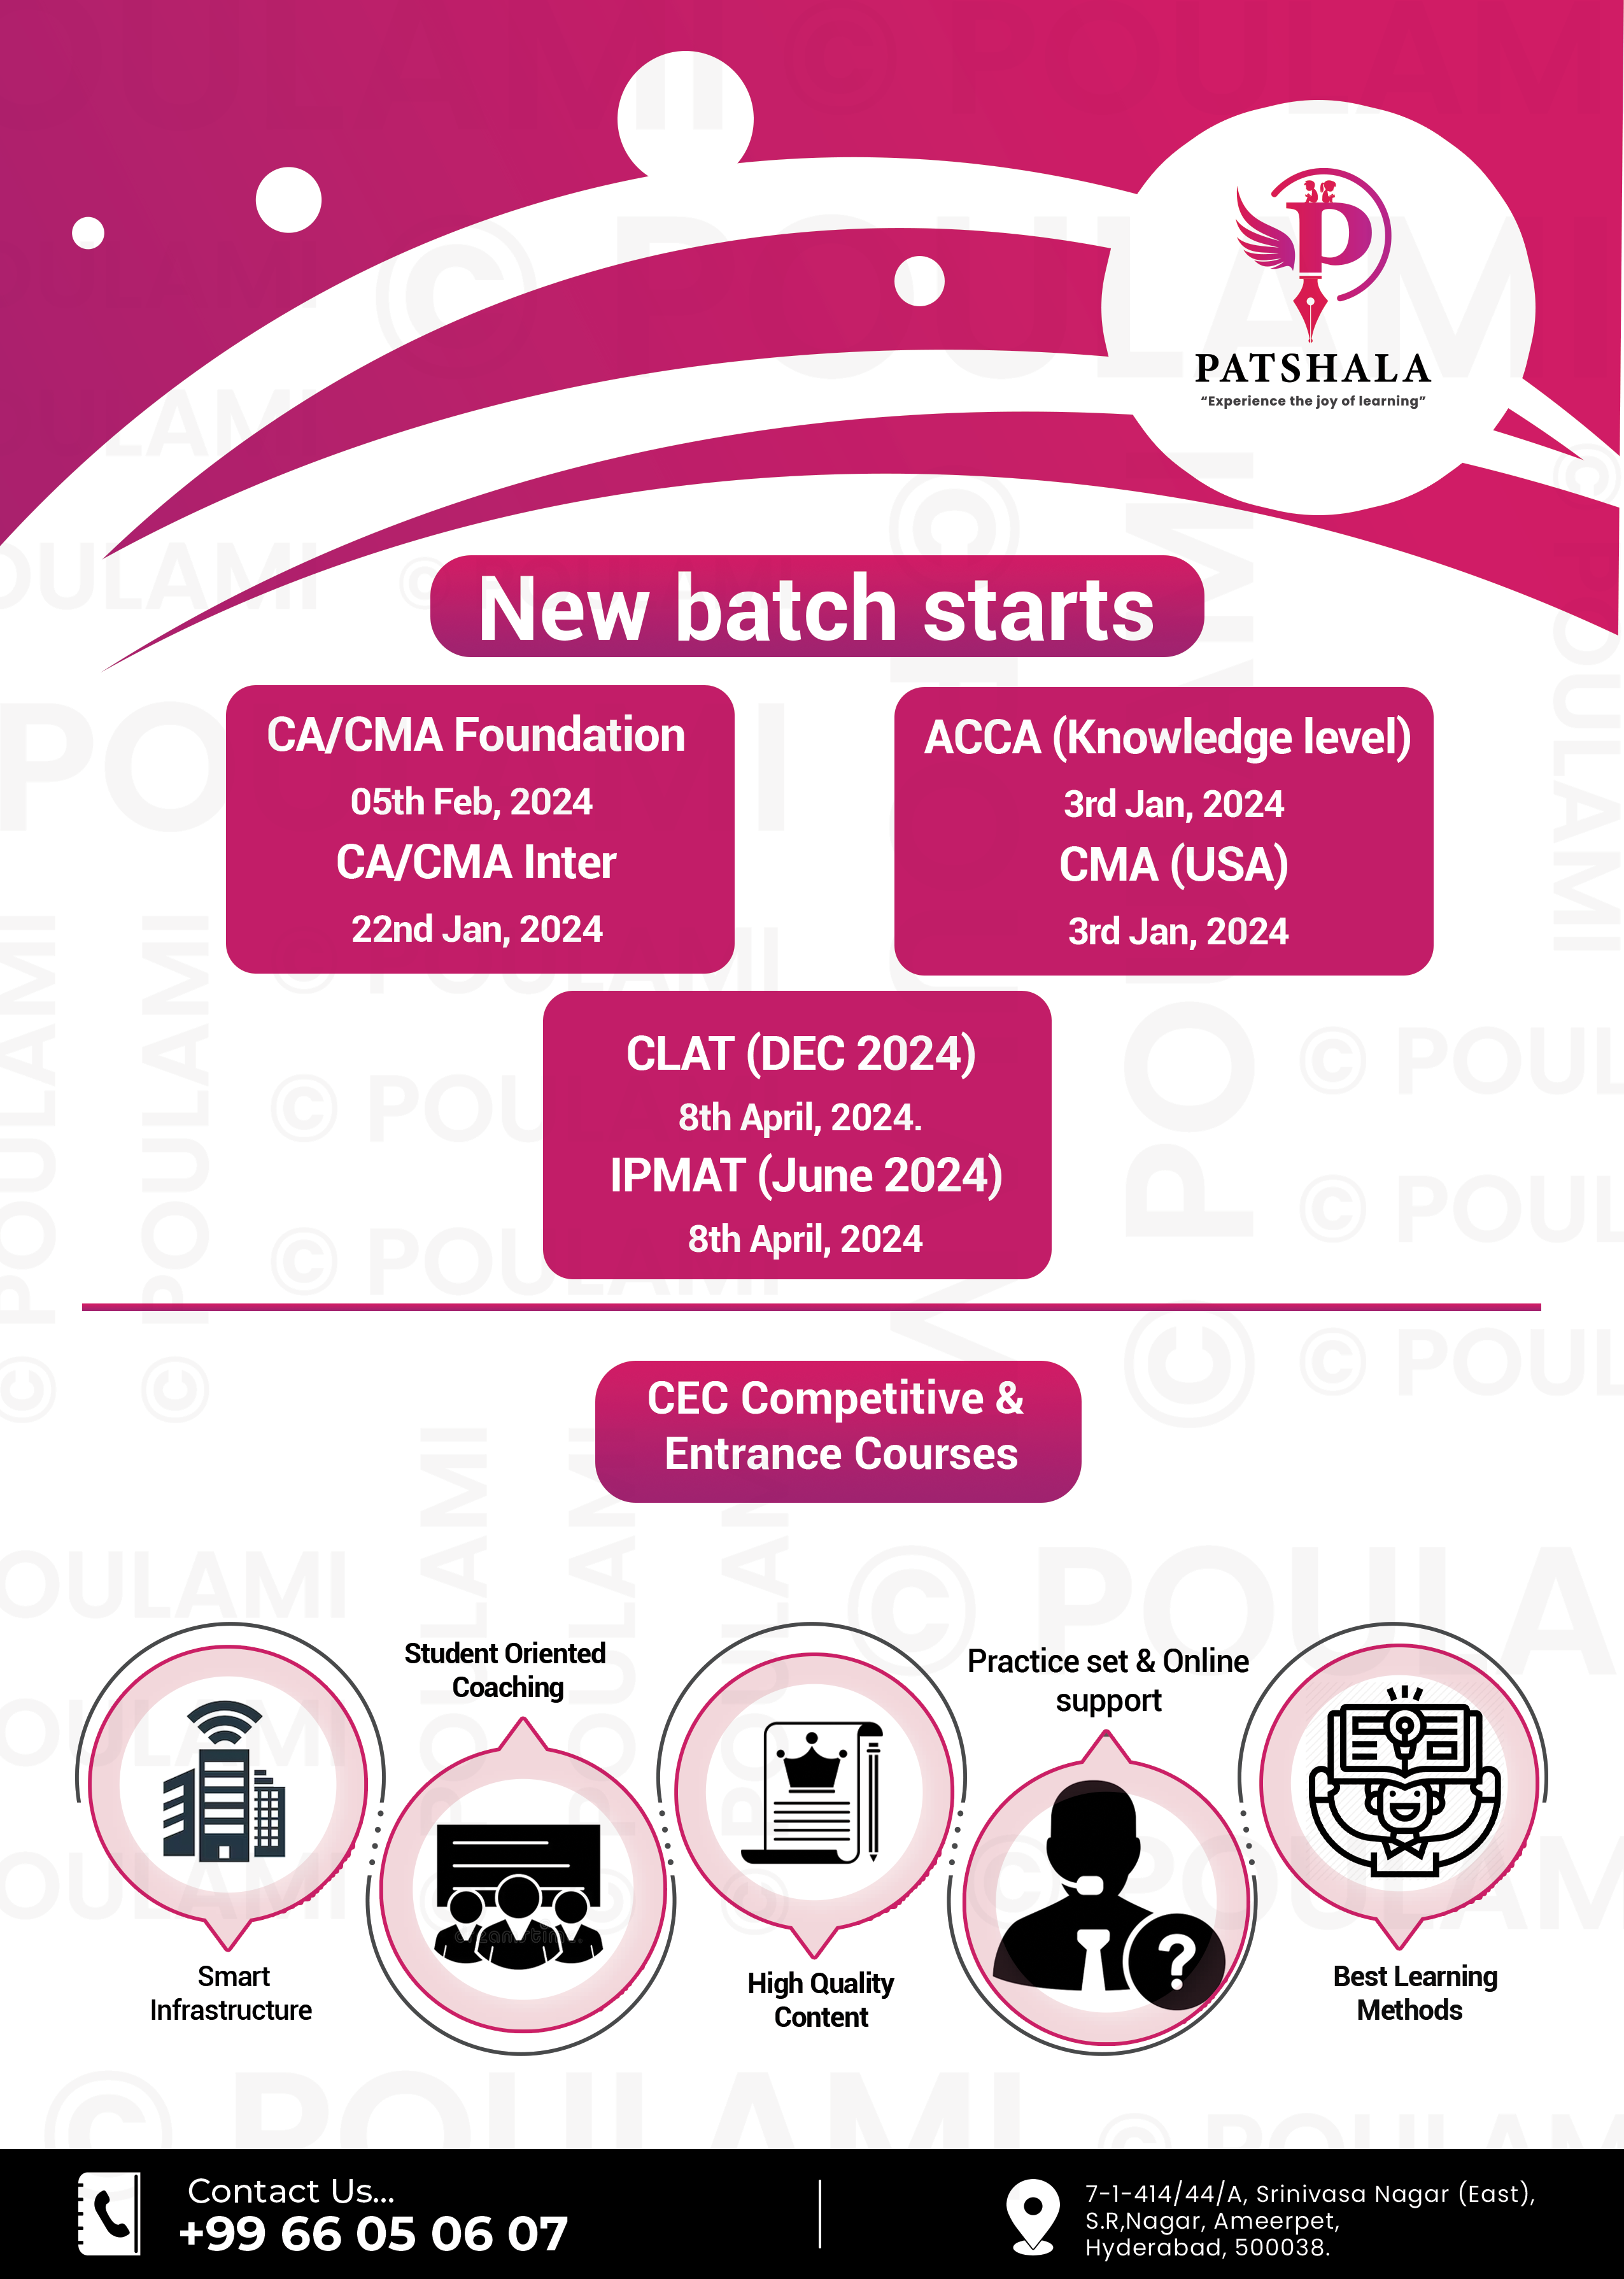 PATSHALA
“Experience the joy of learning”
New batch starts
CA/CMA Foundation
05th Feb, 2024
CA/CMA Inter
22nd Jan, 2024
ACCA (Knowledge level)
3rd Jan, 2024
CMA (USA)
3rd Jan, 2024
CLAT (DEC 2024)
8th April, 2024.
IPMAT (June 2024)
8th April, 2024
CEC Competitive &
Entrance Courses
Smart
Infrastructure
Student Oriented
Coaching
High Quality
Content
Practice set & Online
support
?
Best Learning
Methods
Contact Us...
+99 66 05 06 07
7-1-414/44/A, Srinivasa Nagar (East),
S.R,Nagar, Ameerpet,
Hyderabad, 500038.
© POULAMI